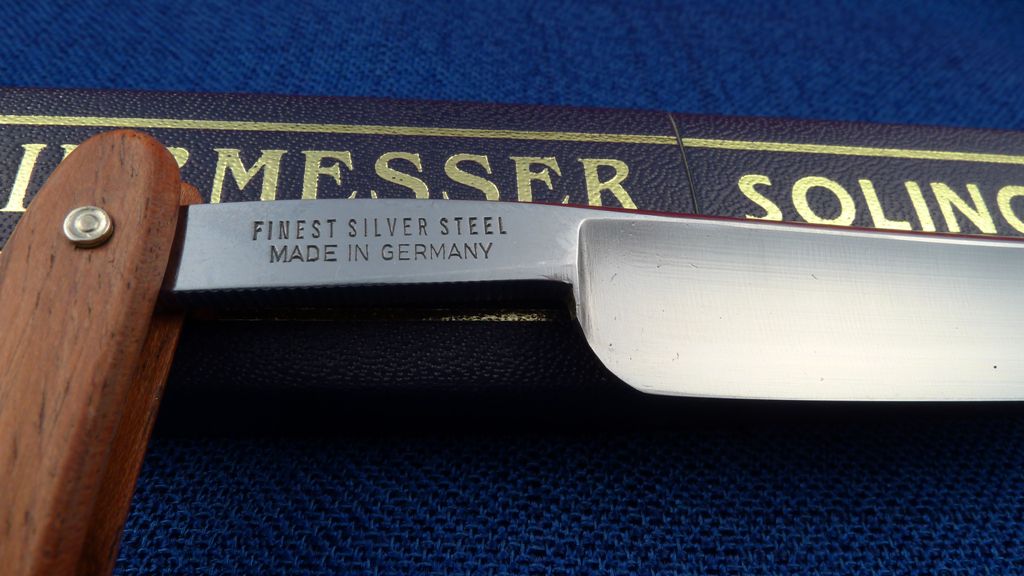 MESSER SOLING
FINEST SILVER STEEL
MADE IN GERMANY